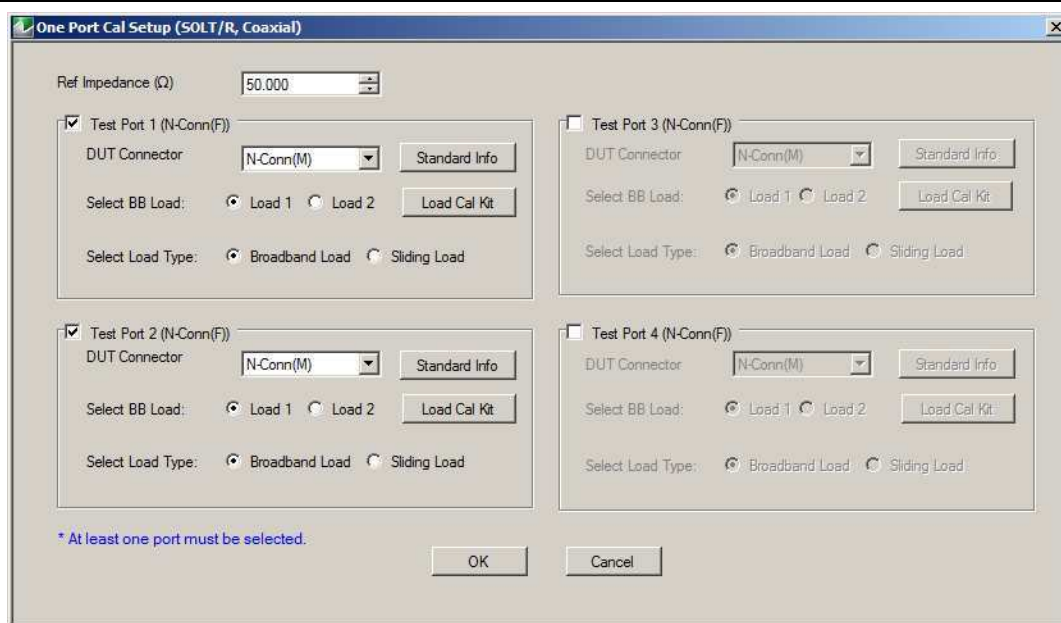 One Port Cal Setup (SOLT/R, Coaxial)
Ref Impedance (Ω) 50.000
Test Port 1 (N-Conn(F))
DUT Connector N-Conn(M) Standard Info
Select BB Load: Load 1 Load 2 Load Cal Kit
Select Load Type: Broadband Load Sliding Load
Test Port 3 (N-Conn(F))
DUT Connector N-Conn(M) Standard Info
Select BB Load: Load 1 Load 2 Load Cal Kit
Select Load Type: Broadband Load Sliding Load
Test Port 2 (N-Conn(F))
DUT Connector N-Conn(M) Standard Info
Select BB Load: Load 1 Load 2 Load Cal Kit
Select Load Type: Broadband Load Sliding Load
Test Port 4 (N-Conn(F))
DUT Connector N-Conn(M) Standard Info
Select BB Load: Load 1 Load 2 Load Cal Kit
Select Load Type: Broadband Load Sliding Load
* At least one port must be selected.
OK Cancel